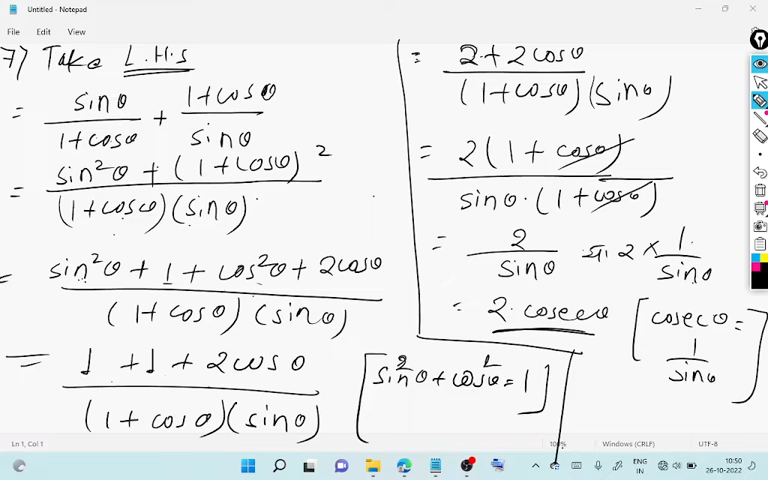 Untitled - Notepad
File Edit View
7) Take L.H.S
= sinθ/(1+cosθ) + (1+cosθ)/sinθ
= (sin²θ + (1+cosθ)²)/((1+cosθ)(sinθ))
= (sin²θ + 1 + cos²θ + 2cosθ)/((1+cosθ)(sinθ))
= (1 + 1 + 2cosθ)/((1+cosθ)(sinθ))
[sin²θ + cos²θ = 1]
= (2 + 2cosθ)/((1+cosθ)(sinθ))
= 2(1+cosθ)/(sinθ·(1+cosθ))
= 2/sinθ या 2 × 1/sinθ
= 2·cosecθ
[cosecθ = 1/sinθ]
Ln 1, Col 1 100% Windows (CRLF) UTF-8
ENG
IN
10:50
26-10-2022